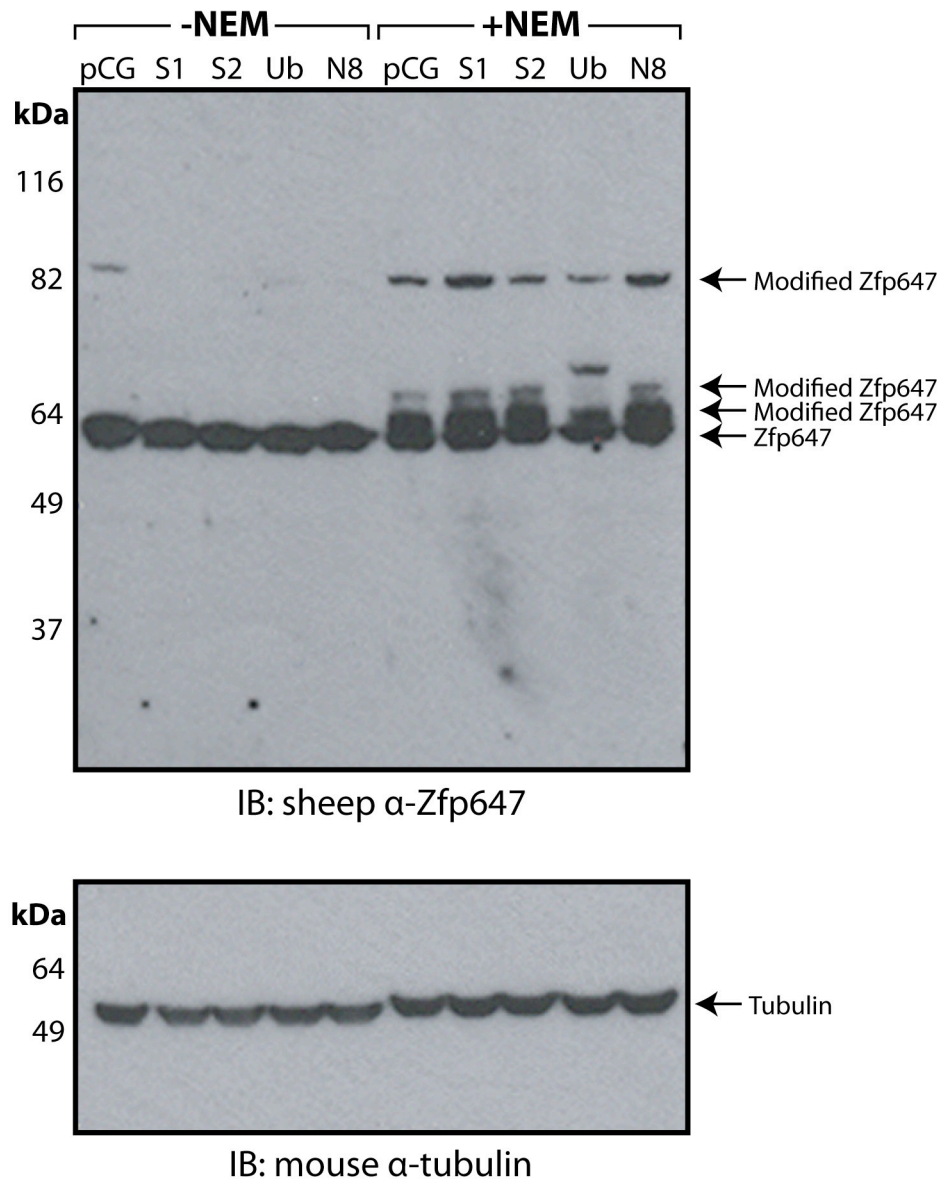 -NEM +NEM
pCG S1 S2 Ub N8 pCG S1 S2 Ub N8
kDa
116
82 Modified Zfp647
Modified Zfp647
64 Modified Zfp647
Zfp647
49
37
IB: sheep α-Zfp647
kDa
64
Tubulin
49
IB: mouse α-tubulin